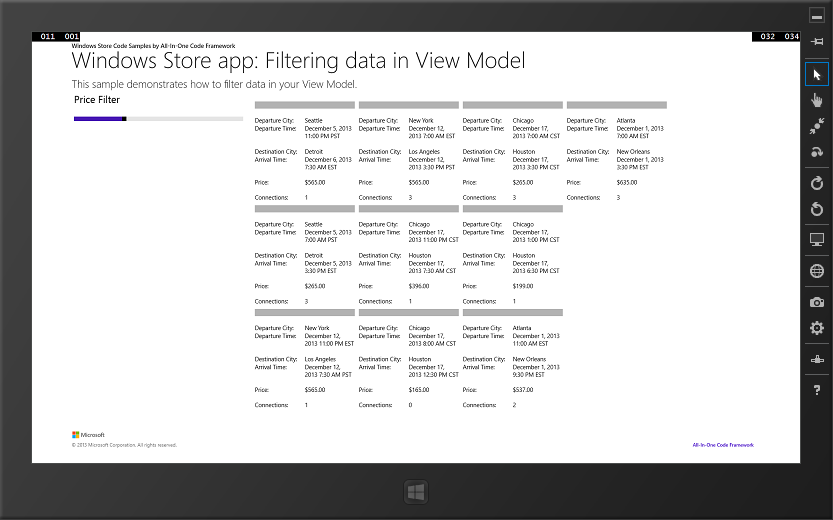 011 001
032 034
Windows Store Code Samples by All-In-One Code Framework
Windows Store app: Filtering data in View Model
This sample demonstrates how to filter data in your View Model.
Price Filter
Departure City: Seattle
Departure Time: December 5, 2013
11:00 PM PST
Destination City: Detroit
Arrival Time: December 6, 2013
7:30 AM EST
Price: $565.00
Connections: 1
Departure City: Seattle
Departure Time: December 5, 2013
7:00 AM PST
Destination City: Detroit
Arrival Time: December 5, 2013
3:30 PM EST
Price: $265.00
Connections: 3
Departure City: New York
Departure Time: December 12,
2013 11:00 PM EST
Destination City: Los Angeles
Arrival Time: December 12,
2013 7:30 AM PST
Price: $565.00
Connections: 1
Departure City: New York
Departure Time: December 12,
2013 7:00 AM EST
Destination City: Los Angeles
Arrival Time: December 12,
2013 3:30 PM PST
Price: $565.00
Connections: 3
Departure City: Chicago
Departure Time: December 17,
2013 11:00 PM CST
Destination City: Houston
Arrival Time: December 17,
2013 7:30 AM CST
Price: $396.00
Connections: 1
Departure City: Chicago
Departure Time: December 17,
2013 8:00 AM CST
Destination City: Houston
Arrival Time: December 17,
2013 12:30 PM CST
Price: $165.00
Connections: 0
Departure City: Chicago
Departure Time: December 17,
2013 7:00 AM CST
Destination City: Houston
Arrival Time: December 17,
2013 3:30 PM CST
Price: $265.00
Connections: 3
Departure City: Chicago
Departure Time: December 17,
2013 1:00 PM CST
Destination City: Houston
Arrival Time: December 17,
2013 6:30 PM CST
Price: $199.00
Connections: 1
Departure City: Atlanta
Departure Time: December 1, 2013
11:00 AM EST
Destination City: New Orleans
Arrival Time: December 1, 2013
9:30 PM EST
Price: $537.00
Connections: 2
Departure City: Atlanta
Departure Time: December 1, 2013
7:00 AM EST
Destination City: New Orleans
Arrival Time: December 1, 2013
3:30 PM EST
Price: $635.00
Connections: 3
Microsoft
© 2013 Microsoft Corporation. All rights reserved.
All-In-One Code Framework